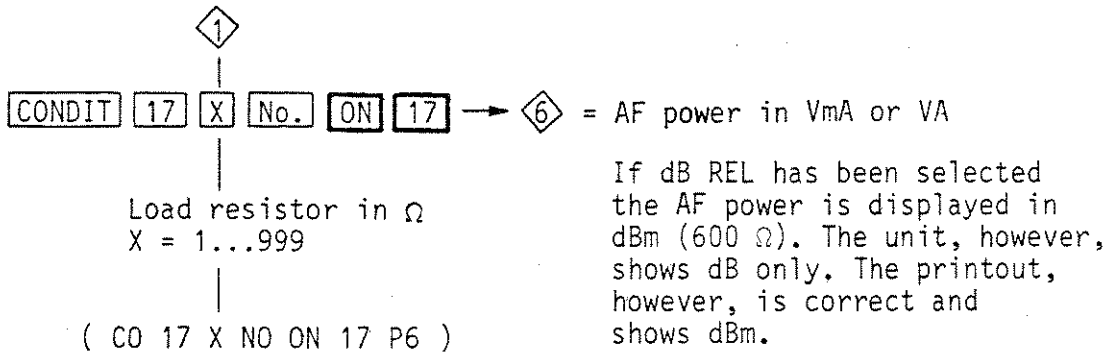 1
CONDIT 17 X No. ON 17 → 6 = AF power in VmA or VA
Load resistor in Ω
X = 1...999
( CO 17 X NO ON 17 P6 )
If dB REL has been selected
the AF power is displayed in
dBm (600 Ω). The unit, however,
shows dB only. The printout,
however, is correct and
shows dBm.